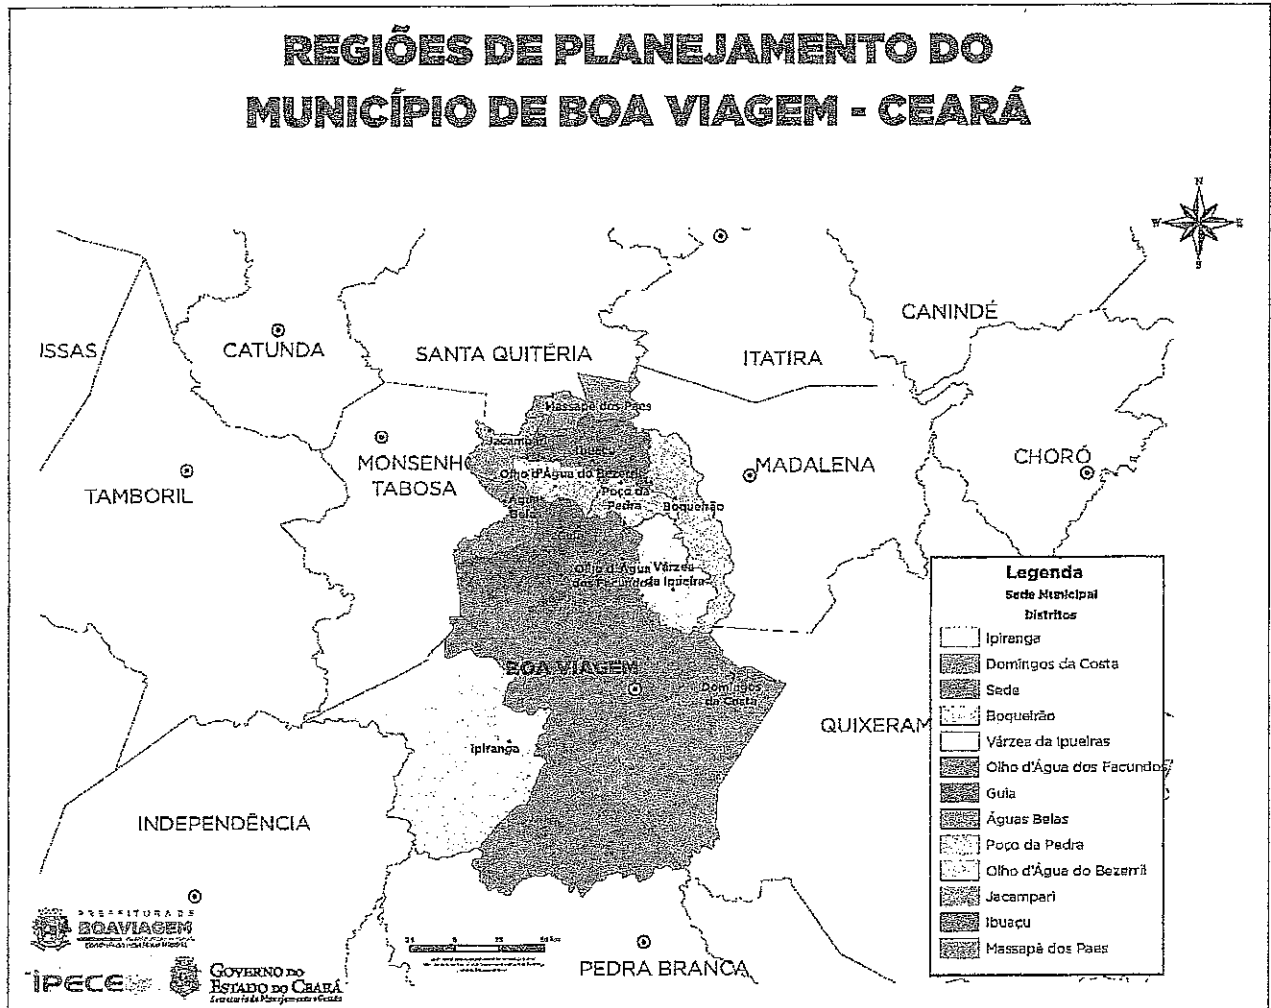 REGIÕES DE PLANEJAMENTO DO
MUNICÍPIO DE BOA VIAGEM - CEARÁ
N
W E
S
CANINDÉ
ISSAS
CATUNDA
SANTA QUITÉRIA
ITATIRA
Massapê dos Paes
Jacampari
Ibuaçu
MONSENHO
TABOSA
Olho d'Água do Bezerril
MADALENA
CHORÓ
TAMBORIL
Poço da
Pedra
Boqueirão
Água
Bela
Guia
Olho d'Água
dos Facundos
Várzea
da Ipueira
BOA VIAGEM
Domingos
da Costa
QUIXERAM
Ipiranga
INDEPENDÊNCIA
PEDRA BRANCA
Legenda
Sede Municipal
Distritos
Ipiranga
Domingos da Costa
Sede
Boqueirão
Várzea da Ipueiras
Olho d'Água dos Facundos
Guia
Águas Belas
Poço da Pedra
Olho d'Água do Bezerril
Jacampari
Ibuaçu
Massapê dos Paes
PREFEITURA DE
BOAVIAGEM
IPECE
GOVERNO DO
ESTADO DO CEARÁ